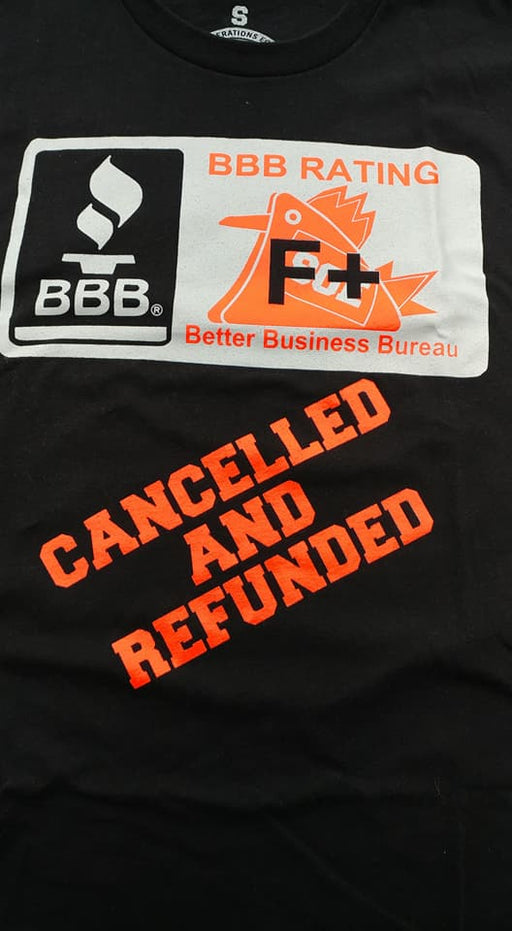 S
BBB RATING
F+
BBB®
Better Business Bureau
CANCELLED
AND
REFUNDED